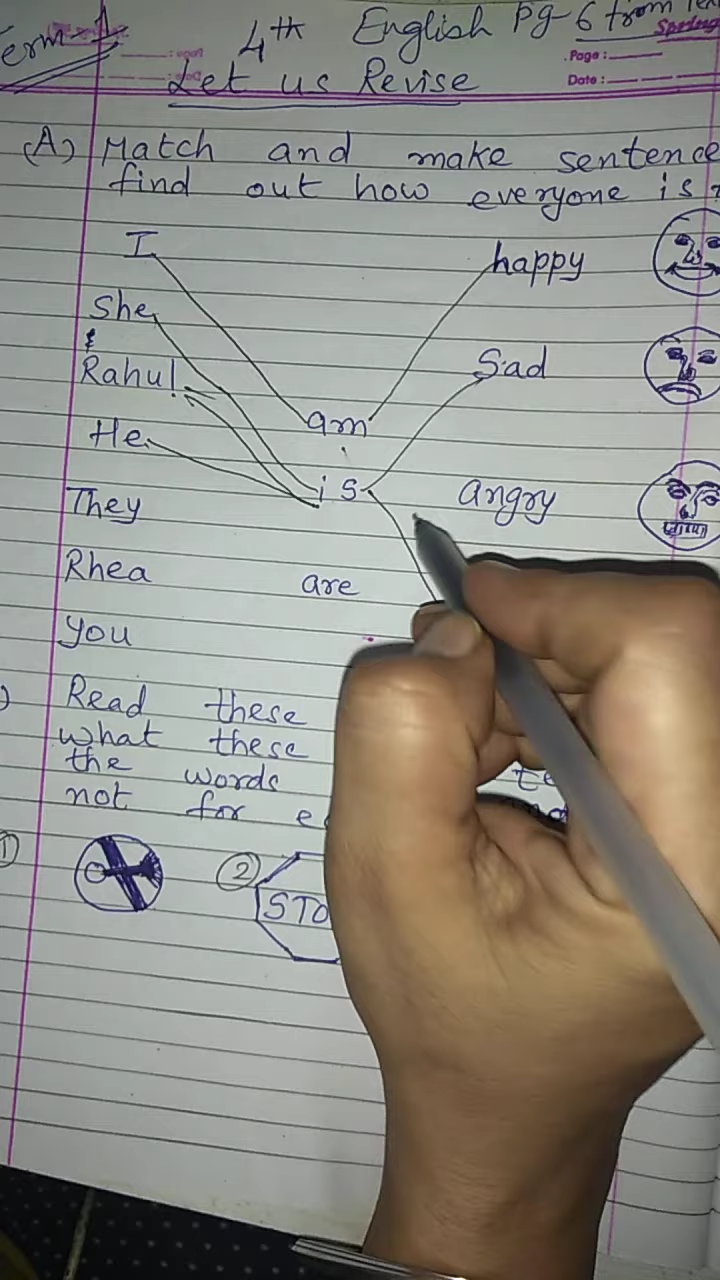 4th English Pg-6 from
Spring
Term-1
Page:
Let us Revise
Date:
(A) Match and make sentence
find out how everyone is?
I
happy
She
&
Rahul
Sad
am
He
is
angry
They
Rhea
are
You
Read these
what these
the words
not for
①
② STO